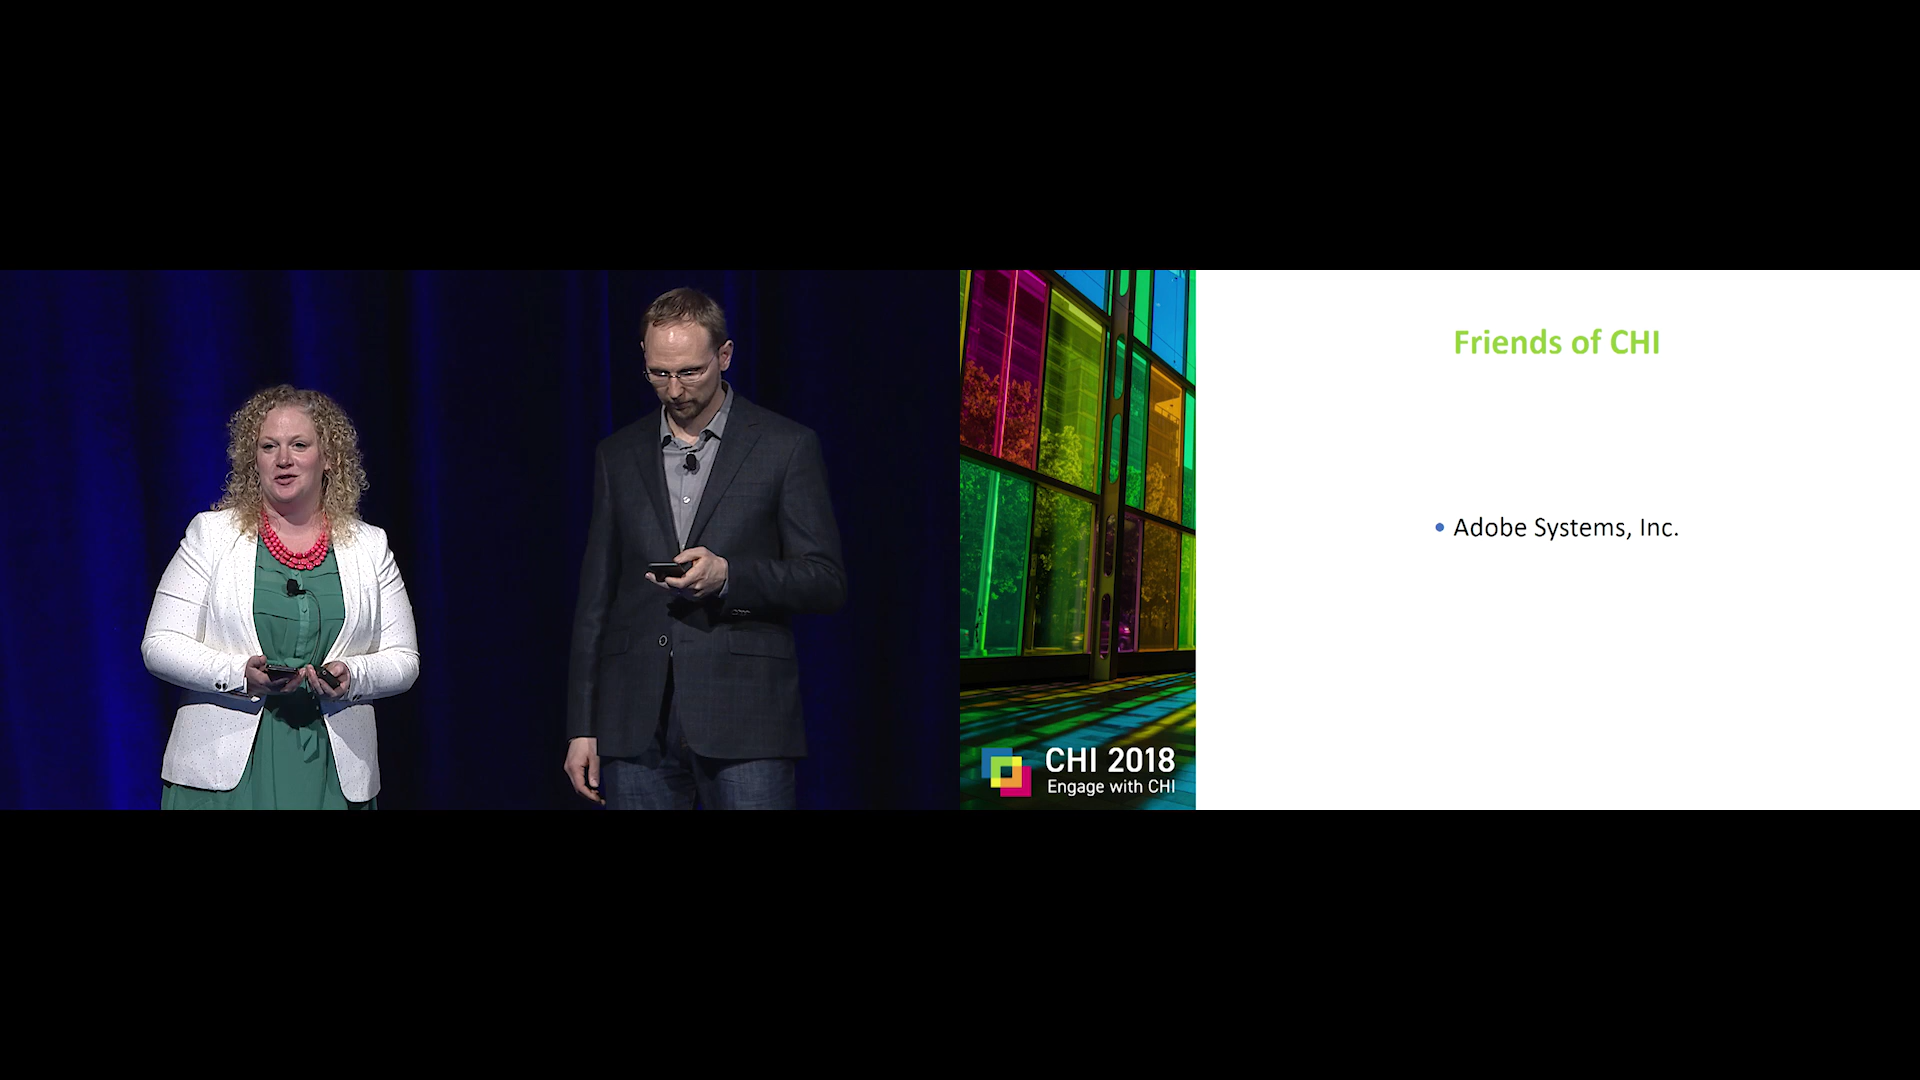 Friends of CHI
• Adobe Systems, Inc.
CHI 2018
Engage with CHI